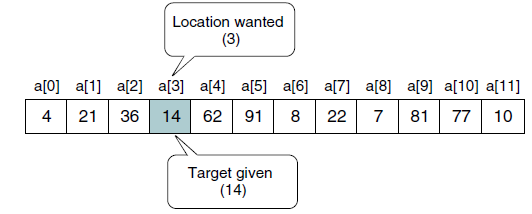 Location wanted
(3)
a[0] a[1] a[2] a[3] a[4] a[5] a[6] a[7] a[8] a[9] a[10] a[11]
4 21 36 14 62 91 8 22 7 81 77 10
Target given
(14)